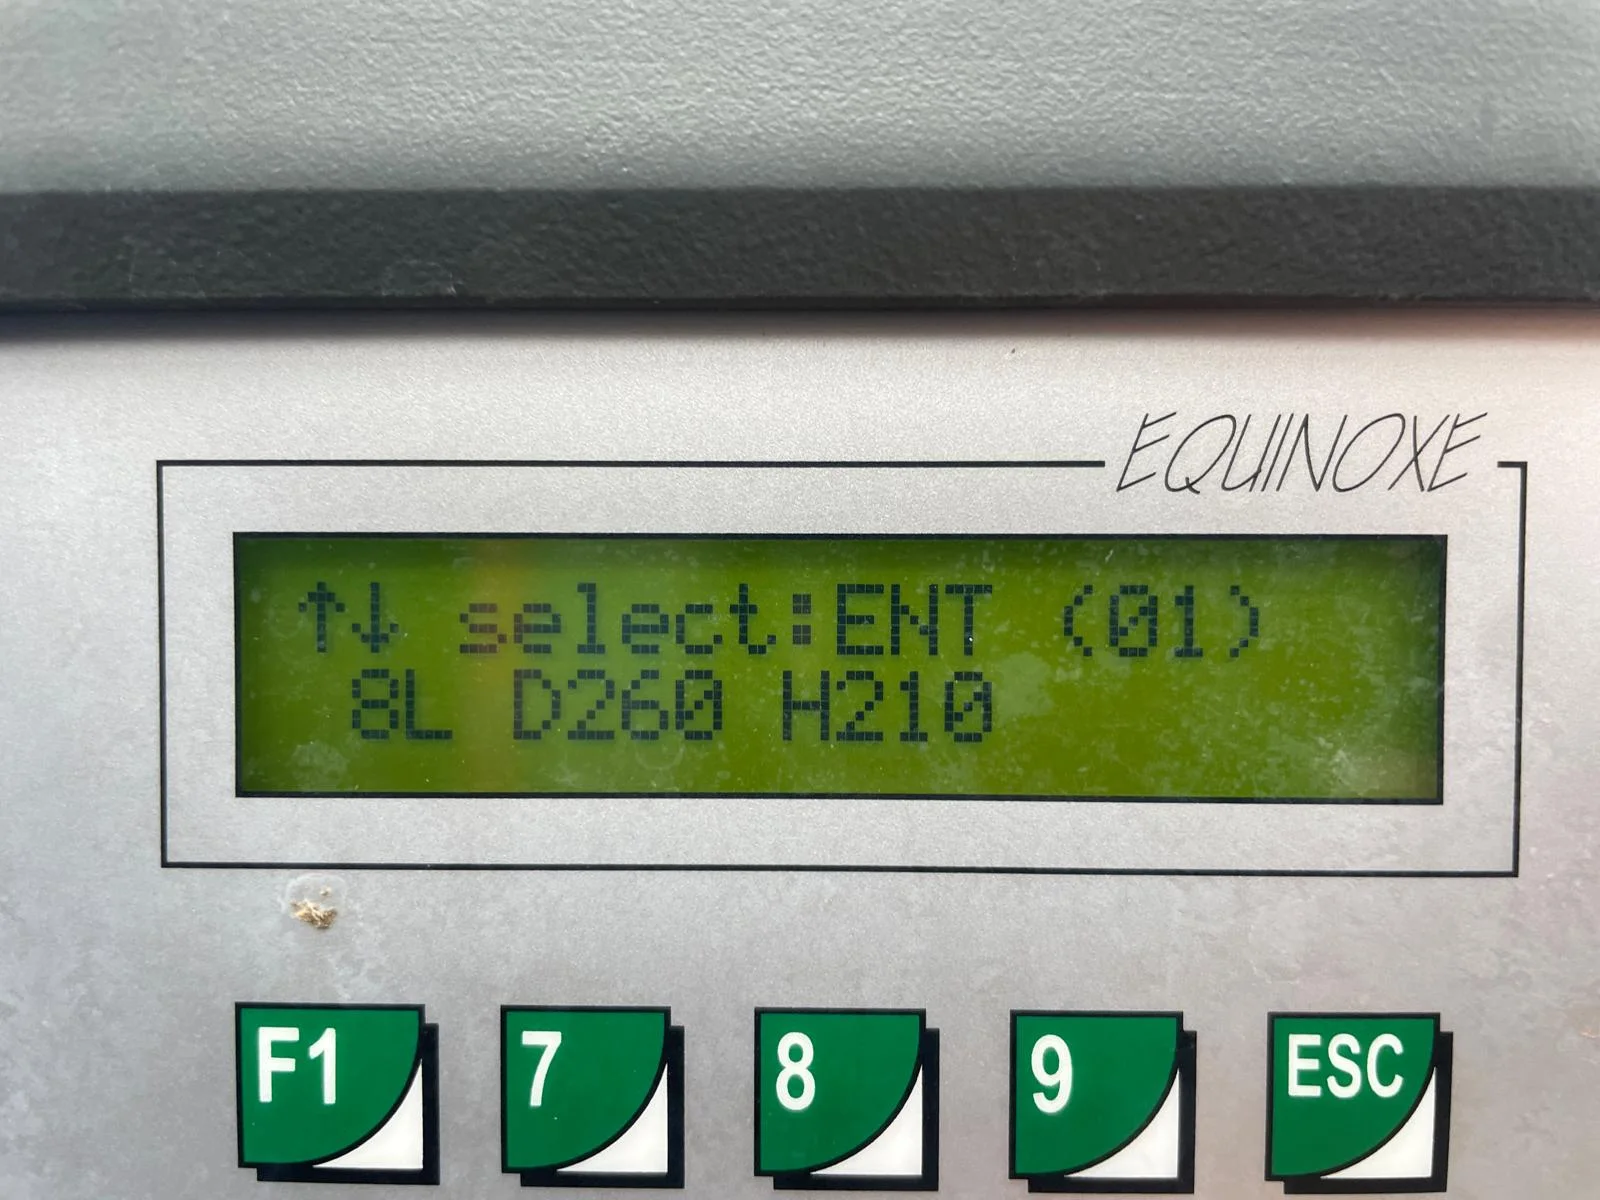 EQUINOXE
↑↓ select:ENT (01)
8L D260 H210
F1 7 8 9 ESC